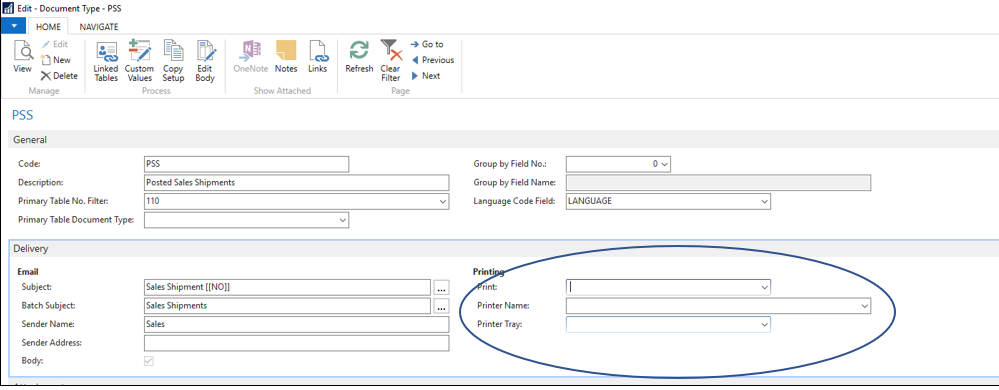 Edit - Document Type - PSS
HOME NAVIGATE
View
Edit
New
Delete
Manage
Linked Tables
Custom Values
Copy Setup
Edit Body
Process
OneNote
Notes
Links
Show Attached
Refresh
Clear Filter
Go to
Previous
Next
Page
PSS
General
Code: PSS
Description: Posted Sales Shipments
Primary Table No. Filter: 110
Primary Table Document Type:
Group by Field No.: 0
Group by Field Name:
Language Code Field: LANGUAGE
Delivery
Email
Subject: Sales Shipment [[NO]] ...
Batch Subject: Sales Shipments ...
Sender Name: Sales
Sender Address:
Body:
Printing
Print:
Printer Name:
Printer Tray: